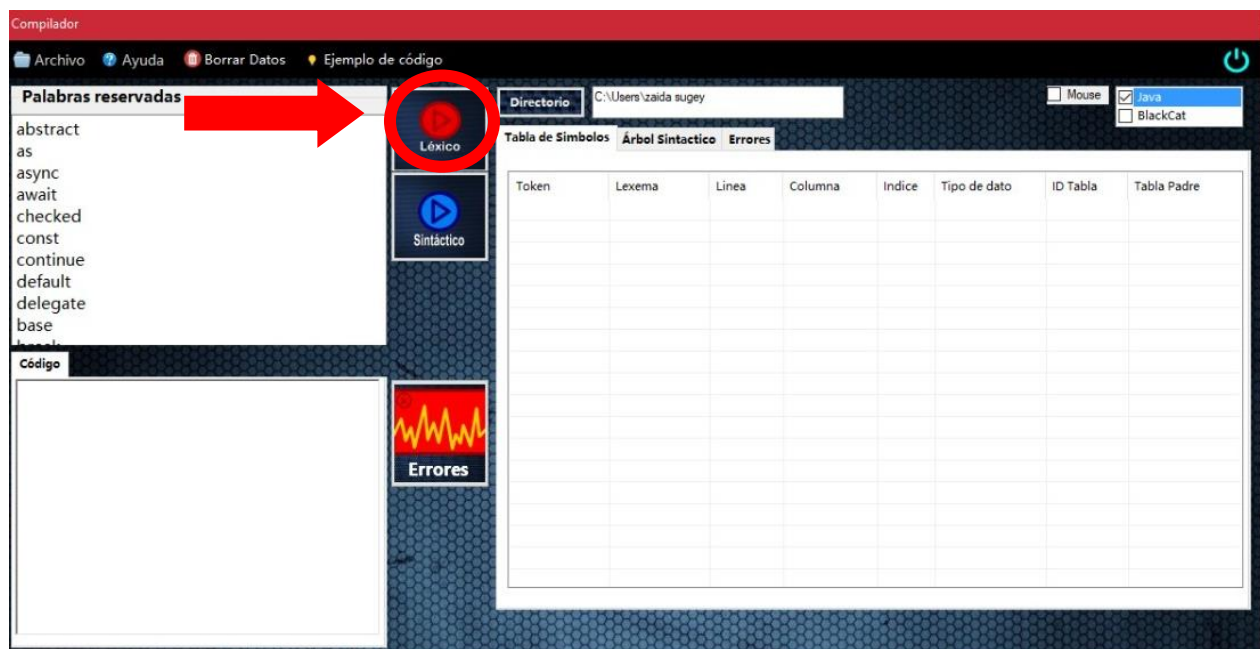 Compilador
Archivo Ayuda Borrar Datos Ejemplo de código
Palabras reservadas
abstract
as
async
await
checked
const
continue
default
delegate
base
Código
Léxico
Sintáctico
Errores
Directorio C:\Users\zaida sugey
Mouse
Java
BlackCat
Tabla de Simbolos Árbol Sintactico Errores
Token Lexema Linea Columna Indice Tipo de dato ID Tabla Tabla Padre